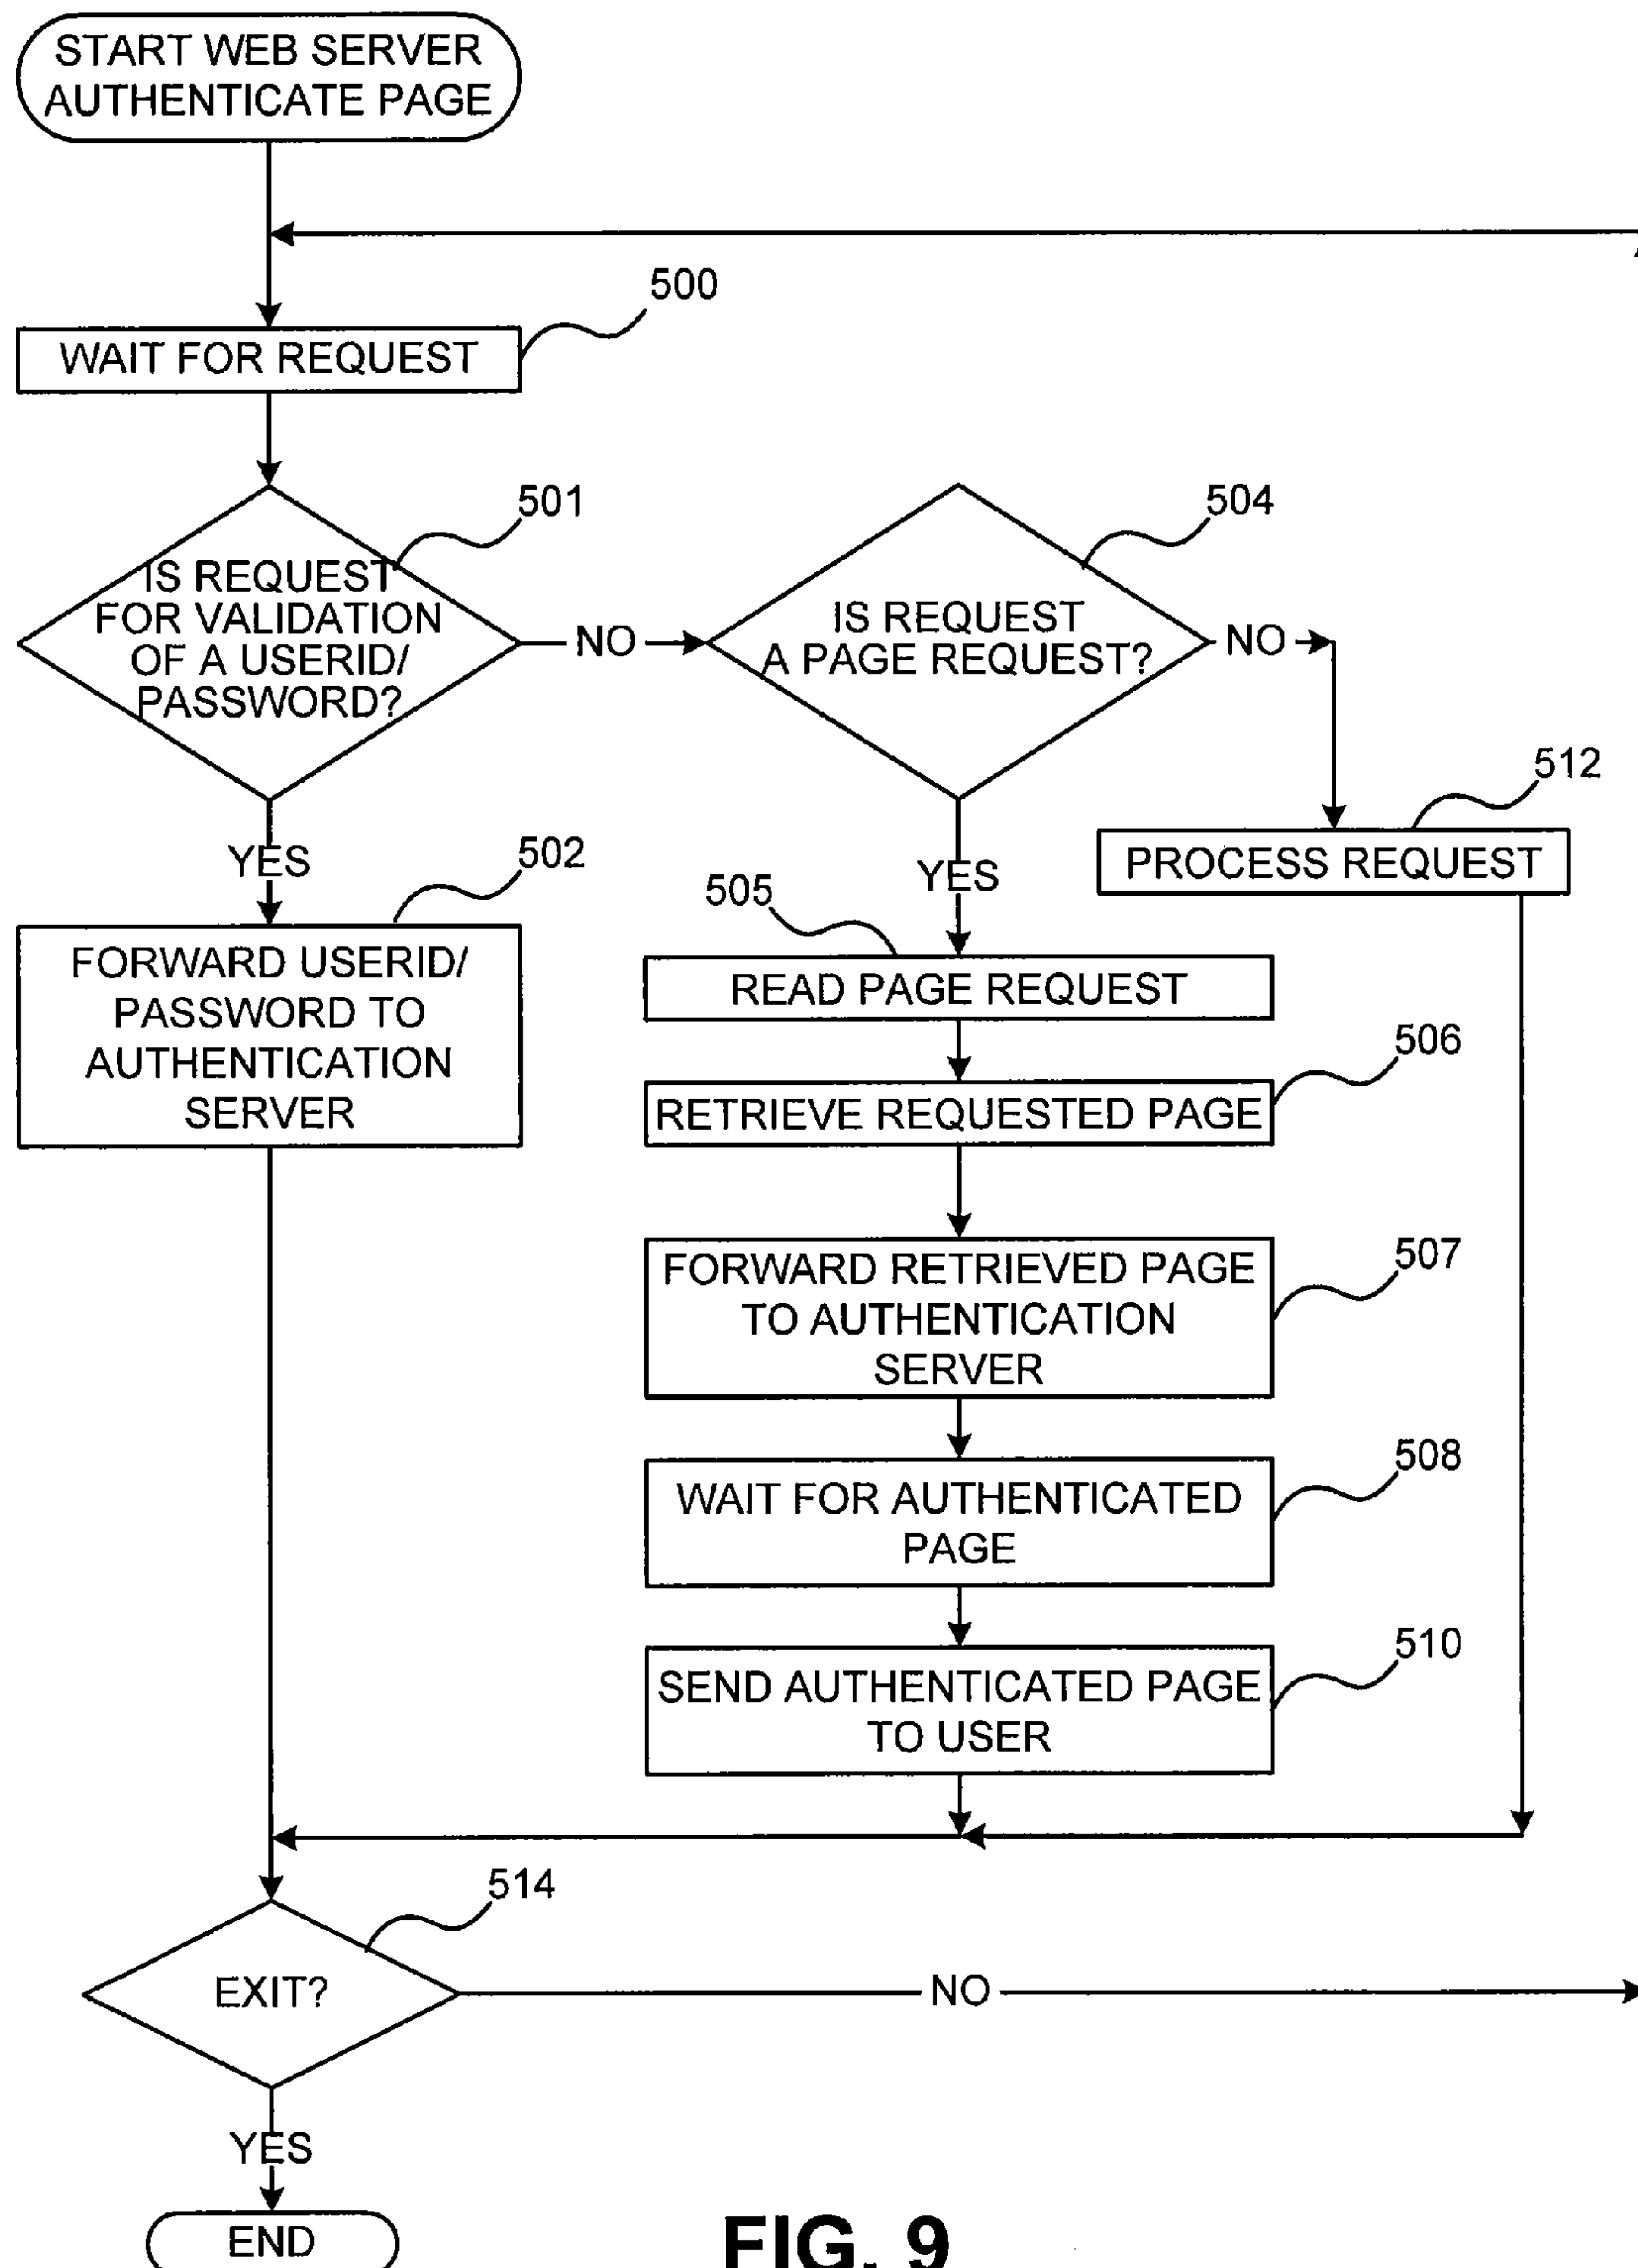 START WEB SERVER
AUTHENTICATE PAGE
500
WAIT FOR REQUEST
501
IS REQUEST
FOR VALIDATION
OF A USERID/
PASSWORD?
NO
504
IS REQUEST
A PAGE REQUEST?
NO
512
PROCESS REQUEST
YES
502
FORWARD USERID/
PASSWORD TO
AUTHENTICATION
SERVER
YES
505
READ PAGE REQUEST
506
RETRIEVE REQUESTED PAGE
507
FORWARD RETRIEVED PAGE
TO AUTHENTICATION
SERVER
508
WAIT FOR AUTHENTICATED
PAGE
510
SEND AUTHENTICATED PAGE
TO USER
514
EXIT?
NO
YES
END
FIG. 9